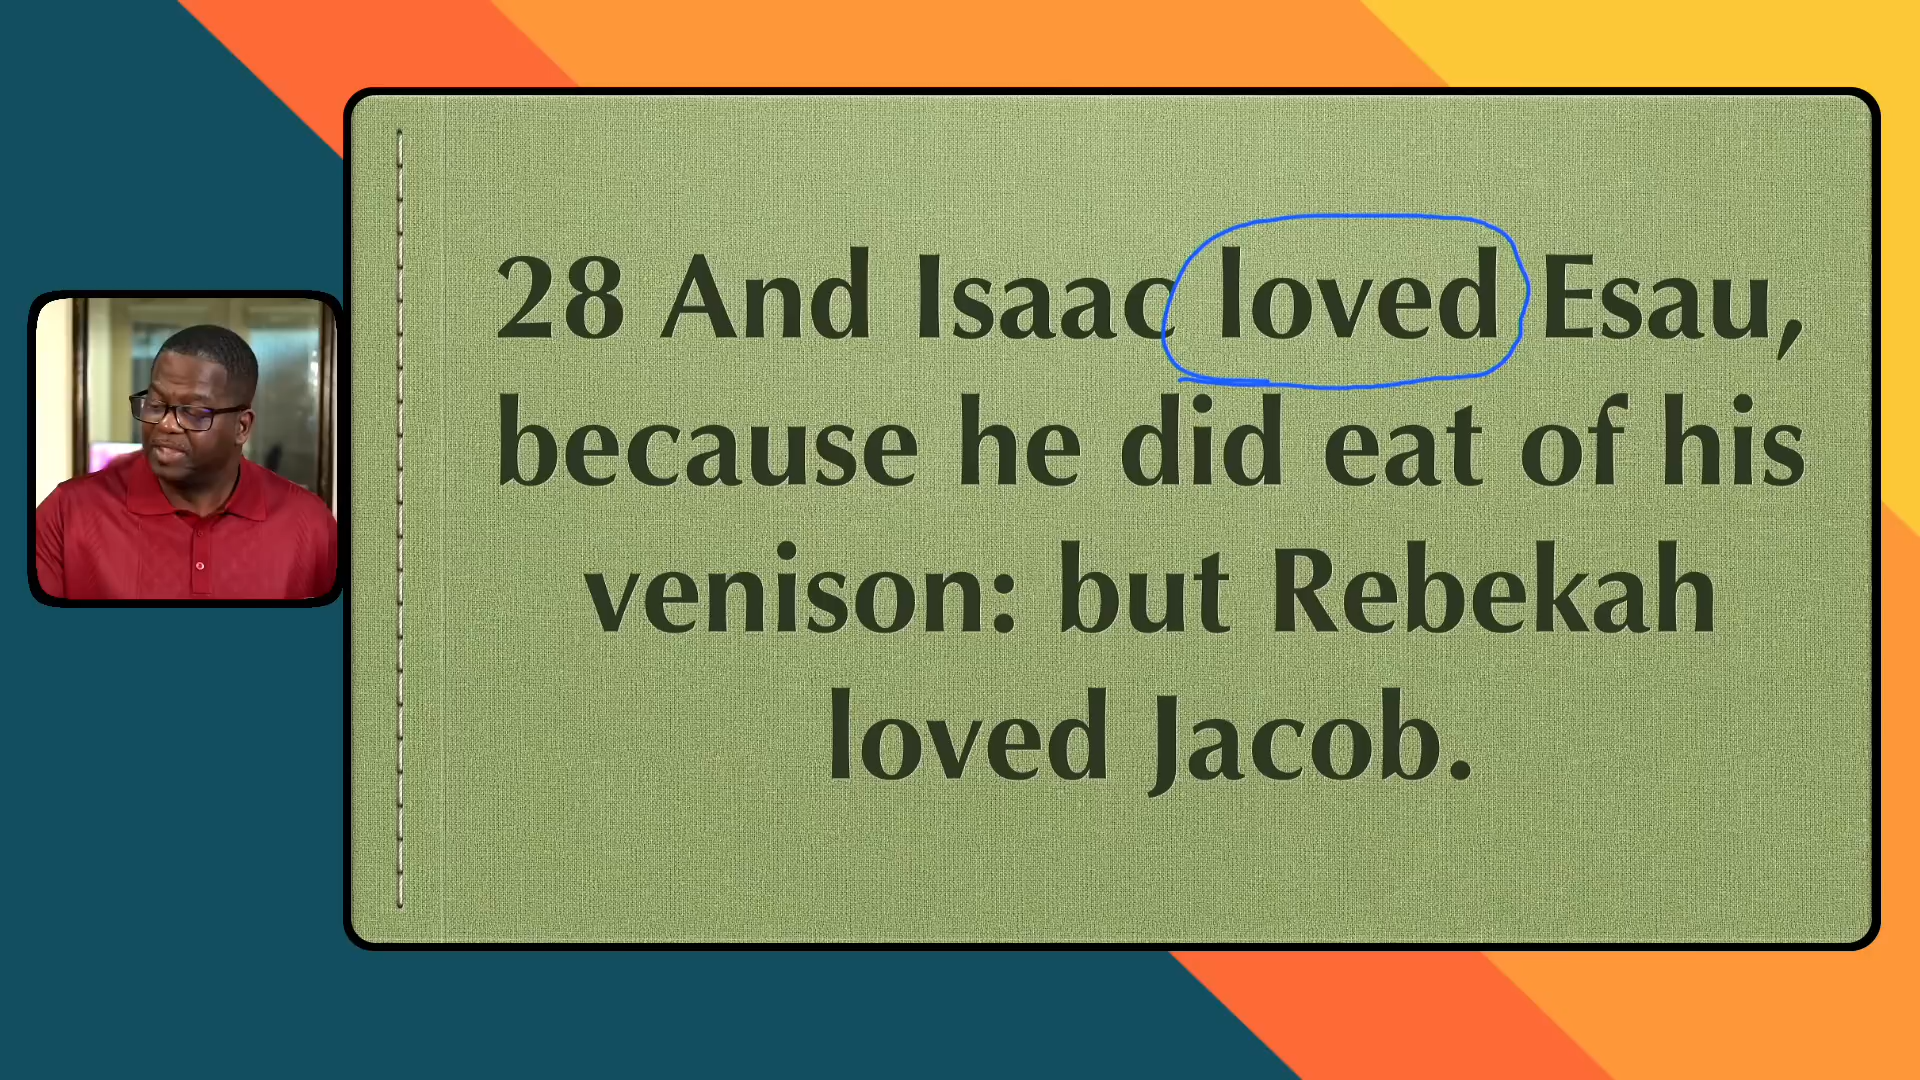 28 And Isaac loved Esau,
because he did eat of his
venison: but Rebekah
loved Jacob.